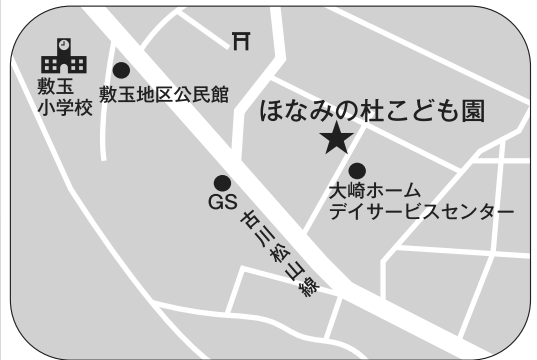 敷玉
小学校
敷玉地区公民館
ほなみの杜こども園
大崎ホーム
デイサービスセンター
GS
古川松山線